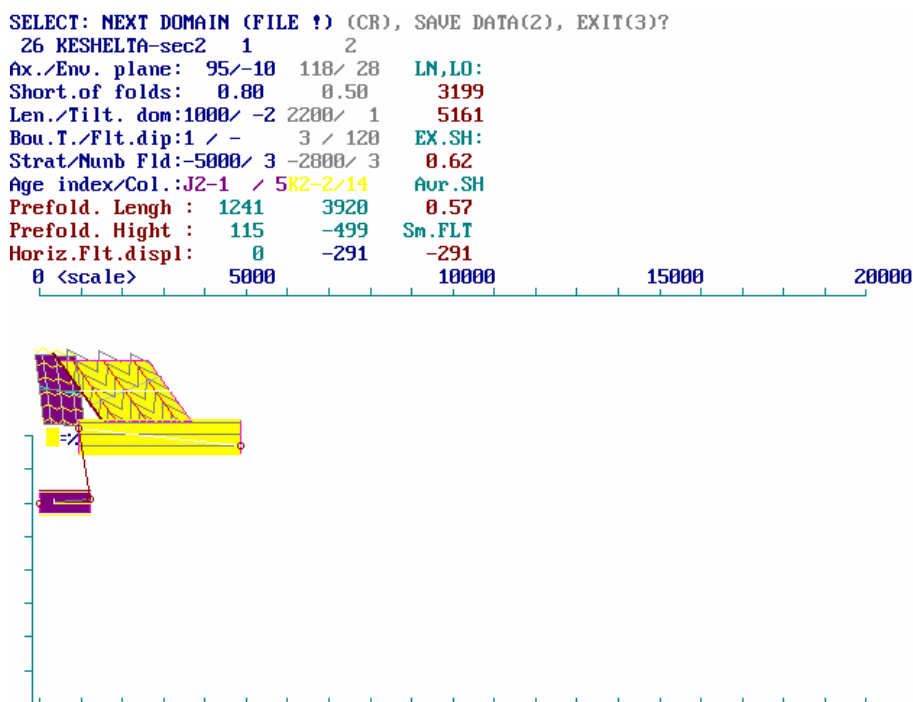 SELECT: NEXT DOMAIN (FILE !) (CR), SAVE DATA(2), EXIT(3)?
26 KESHELTA-sec2 1 2
Ax./Env. plane: 95/-10 118/ 28 LN,LO:
Short.of folds: 0.80 0.50 3199
Len./Tilt. dom:1000/ -2 2200/ 1 5161
Bou.T./Flt.dip:1 / - 3 / 120 EX.SH:
Strat/Nunb Fld:-5000/ 3 -2800/ 3 0.62
Age index/Col.:J2-1 / 5K2-2/14 Avr.SH
Prefold. Lengh : 1241 3920 0.57
Prefold. Hight : 115 -499 Sm.FLT
Horiz.Flt.displ: 0 -291 -291
0 <scale> 5000 10000 15000 20000